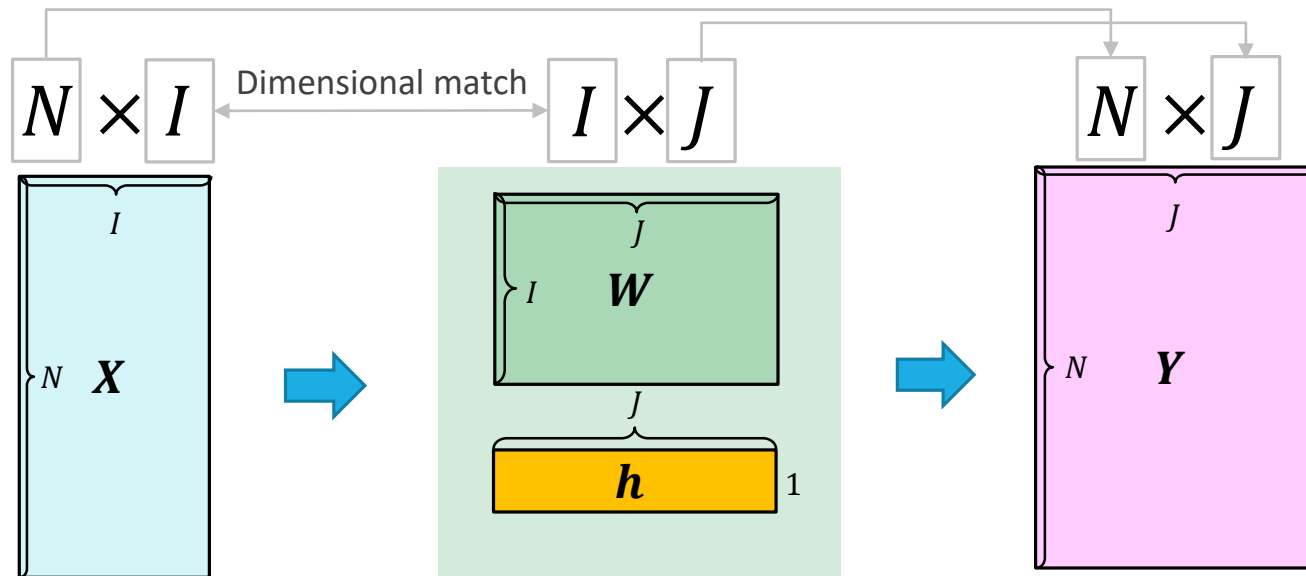 N × I Dimensional match I × J N × J
I J J
I W
N X N Y
J
h 1